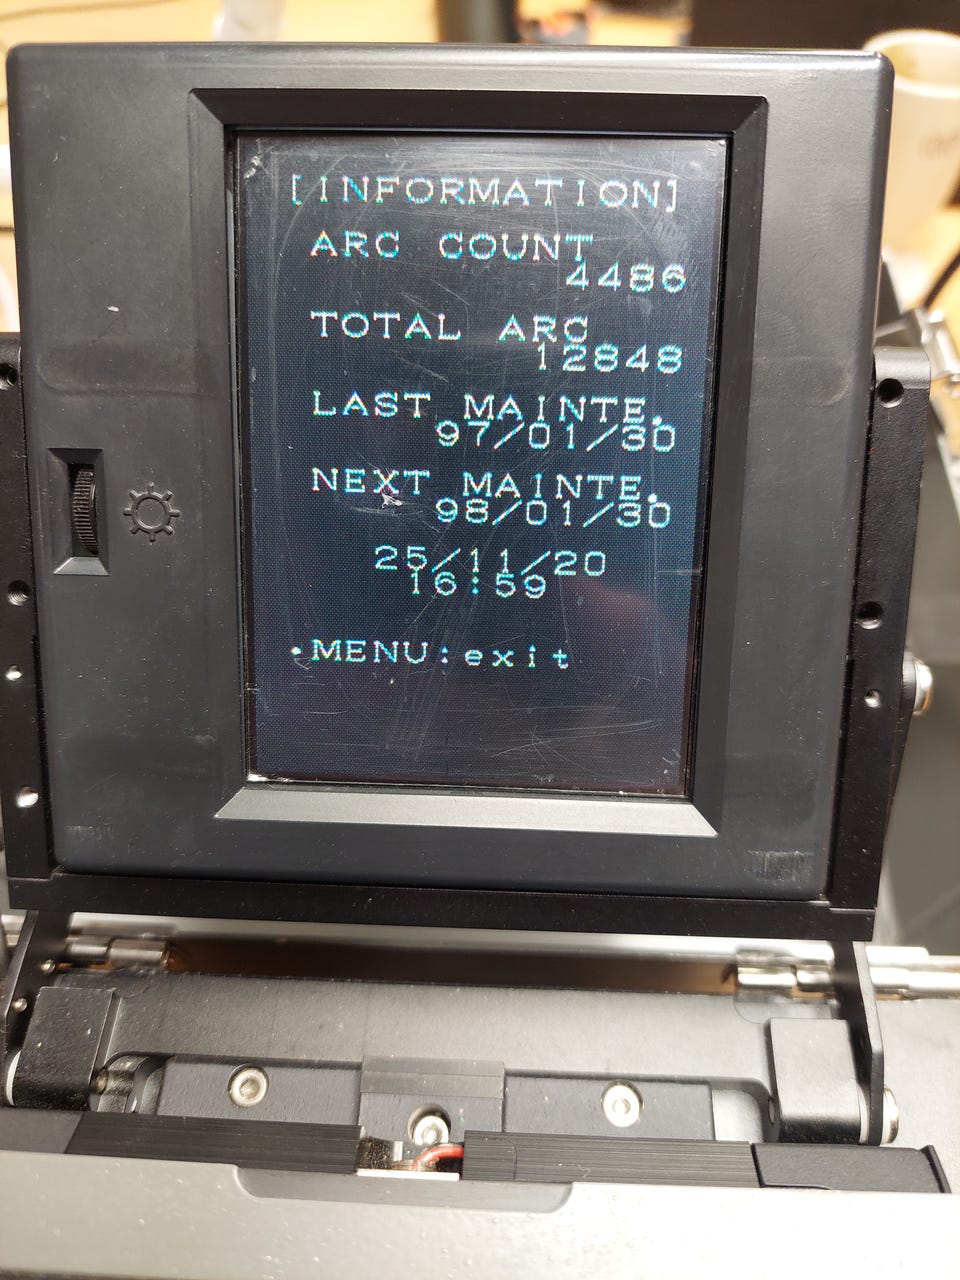 [INFORMATION]
ARC COUNT
4486
TOTAL ARC
12848
LAST MAINTE.
97/01/30
NEXT MAINTE.
98/01/30
25/11/20
16:59
•MENU:exit